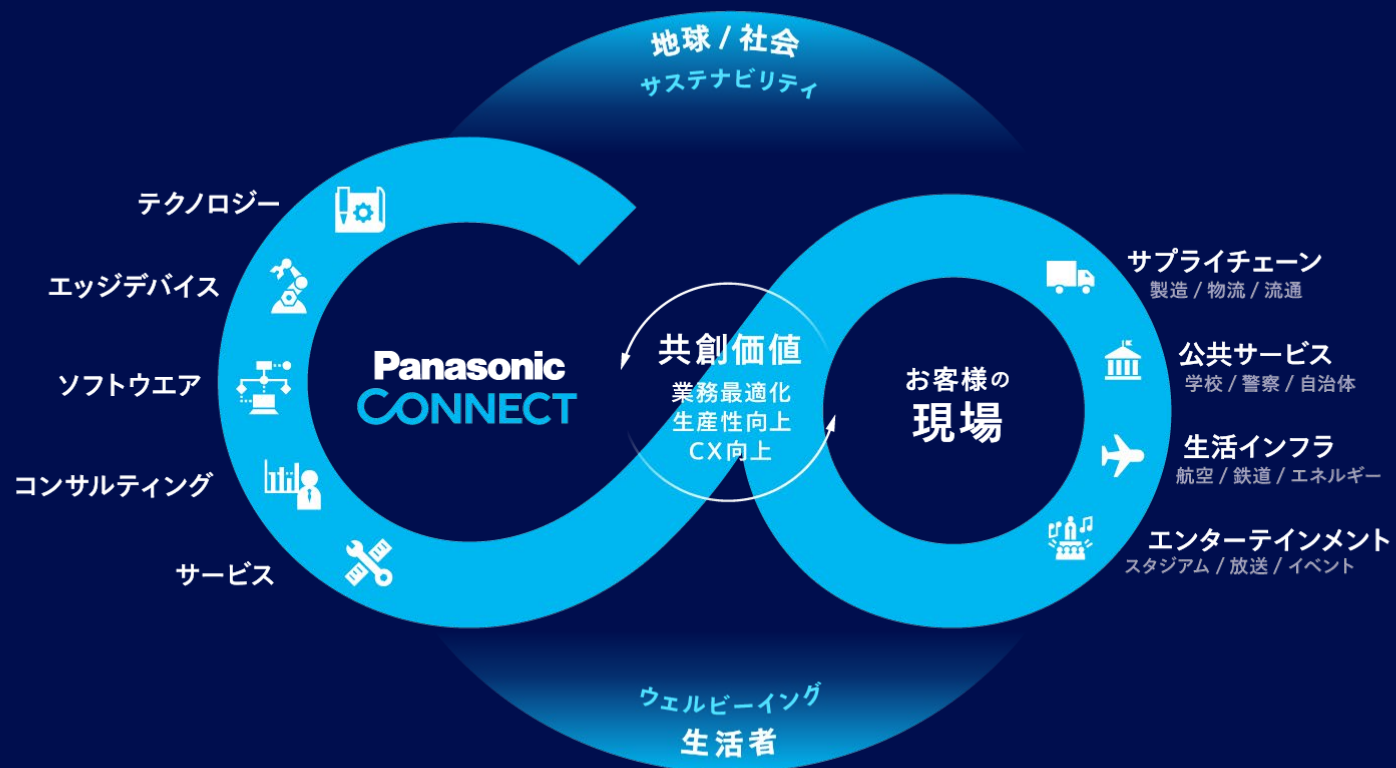 地球 / 社会
サステナビリティ
テクノロジー
エッジデバイス
ソフトウエア
コンサルティング
サービス
Panasonic
CONNECT
共創価値
業務最適化
生産性向上
CX向上
お客様の
現場
サプライチェーン
製造 / 物流 / 流通
公共サービス
学校 / 警察 / 自治体
生活インフラ
航空 / 鉄道 / エネルギー
エンターテインメント
スタジアム / 放送 / イベント
ウェルビーイング
生活者